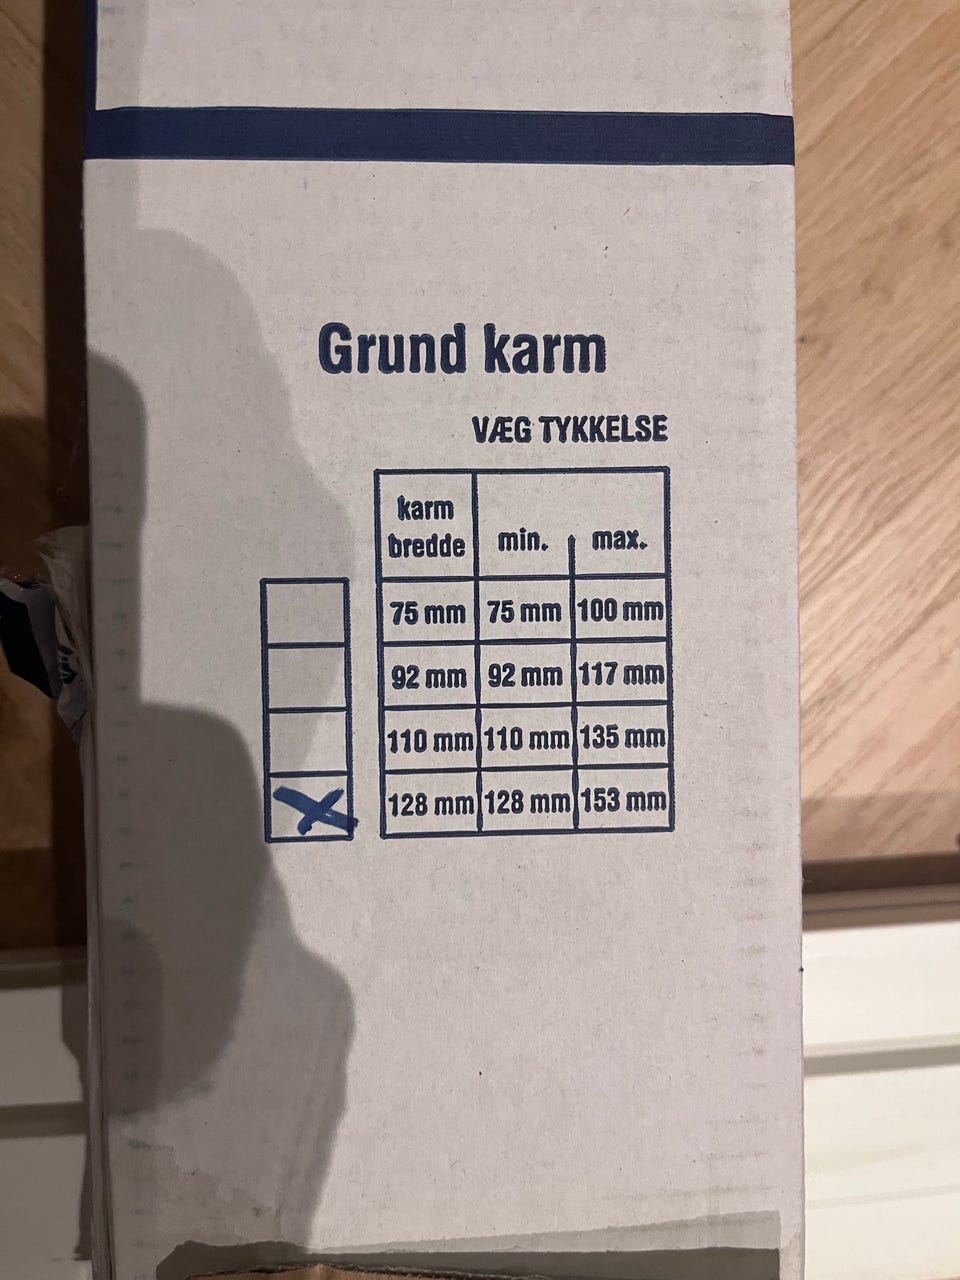 Grund karm
VÆG TYKKELSE
karm
bredde min. max.
75 mm 75 mm 100 mm
92 mm 92 mm 117 mm
110 mm 110 mm 135 mm
128 mm 128 mm 153 mm